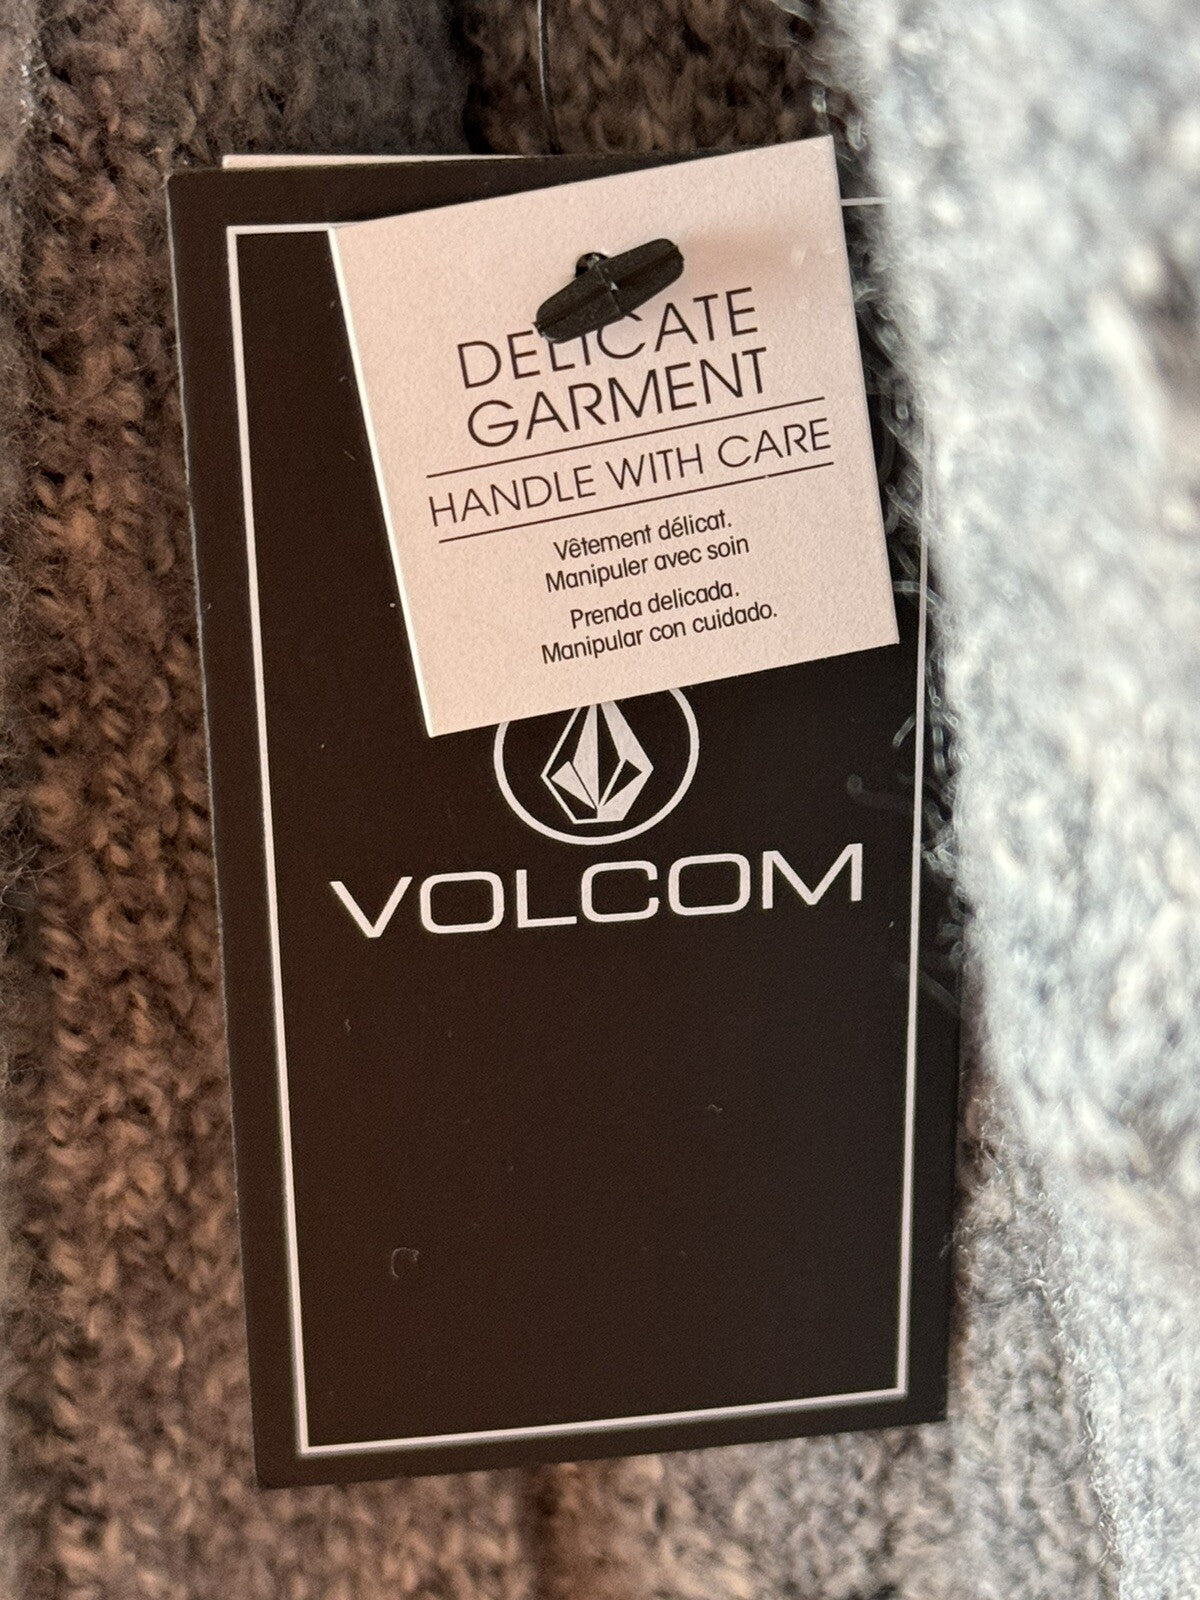 DELICATE
GARMENT
HANDLE WITH CARE
Vêtement délicat.
Manipuler avec soin
Prenda delicada.
Manipular con cuidado.
VOLCOM